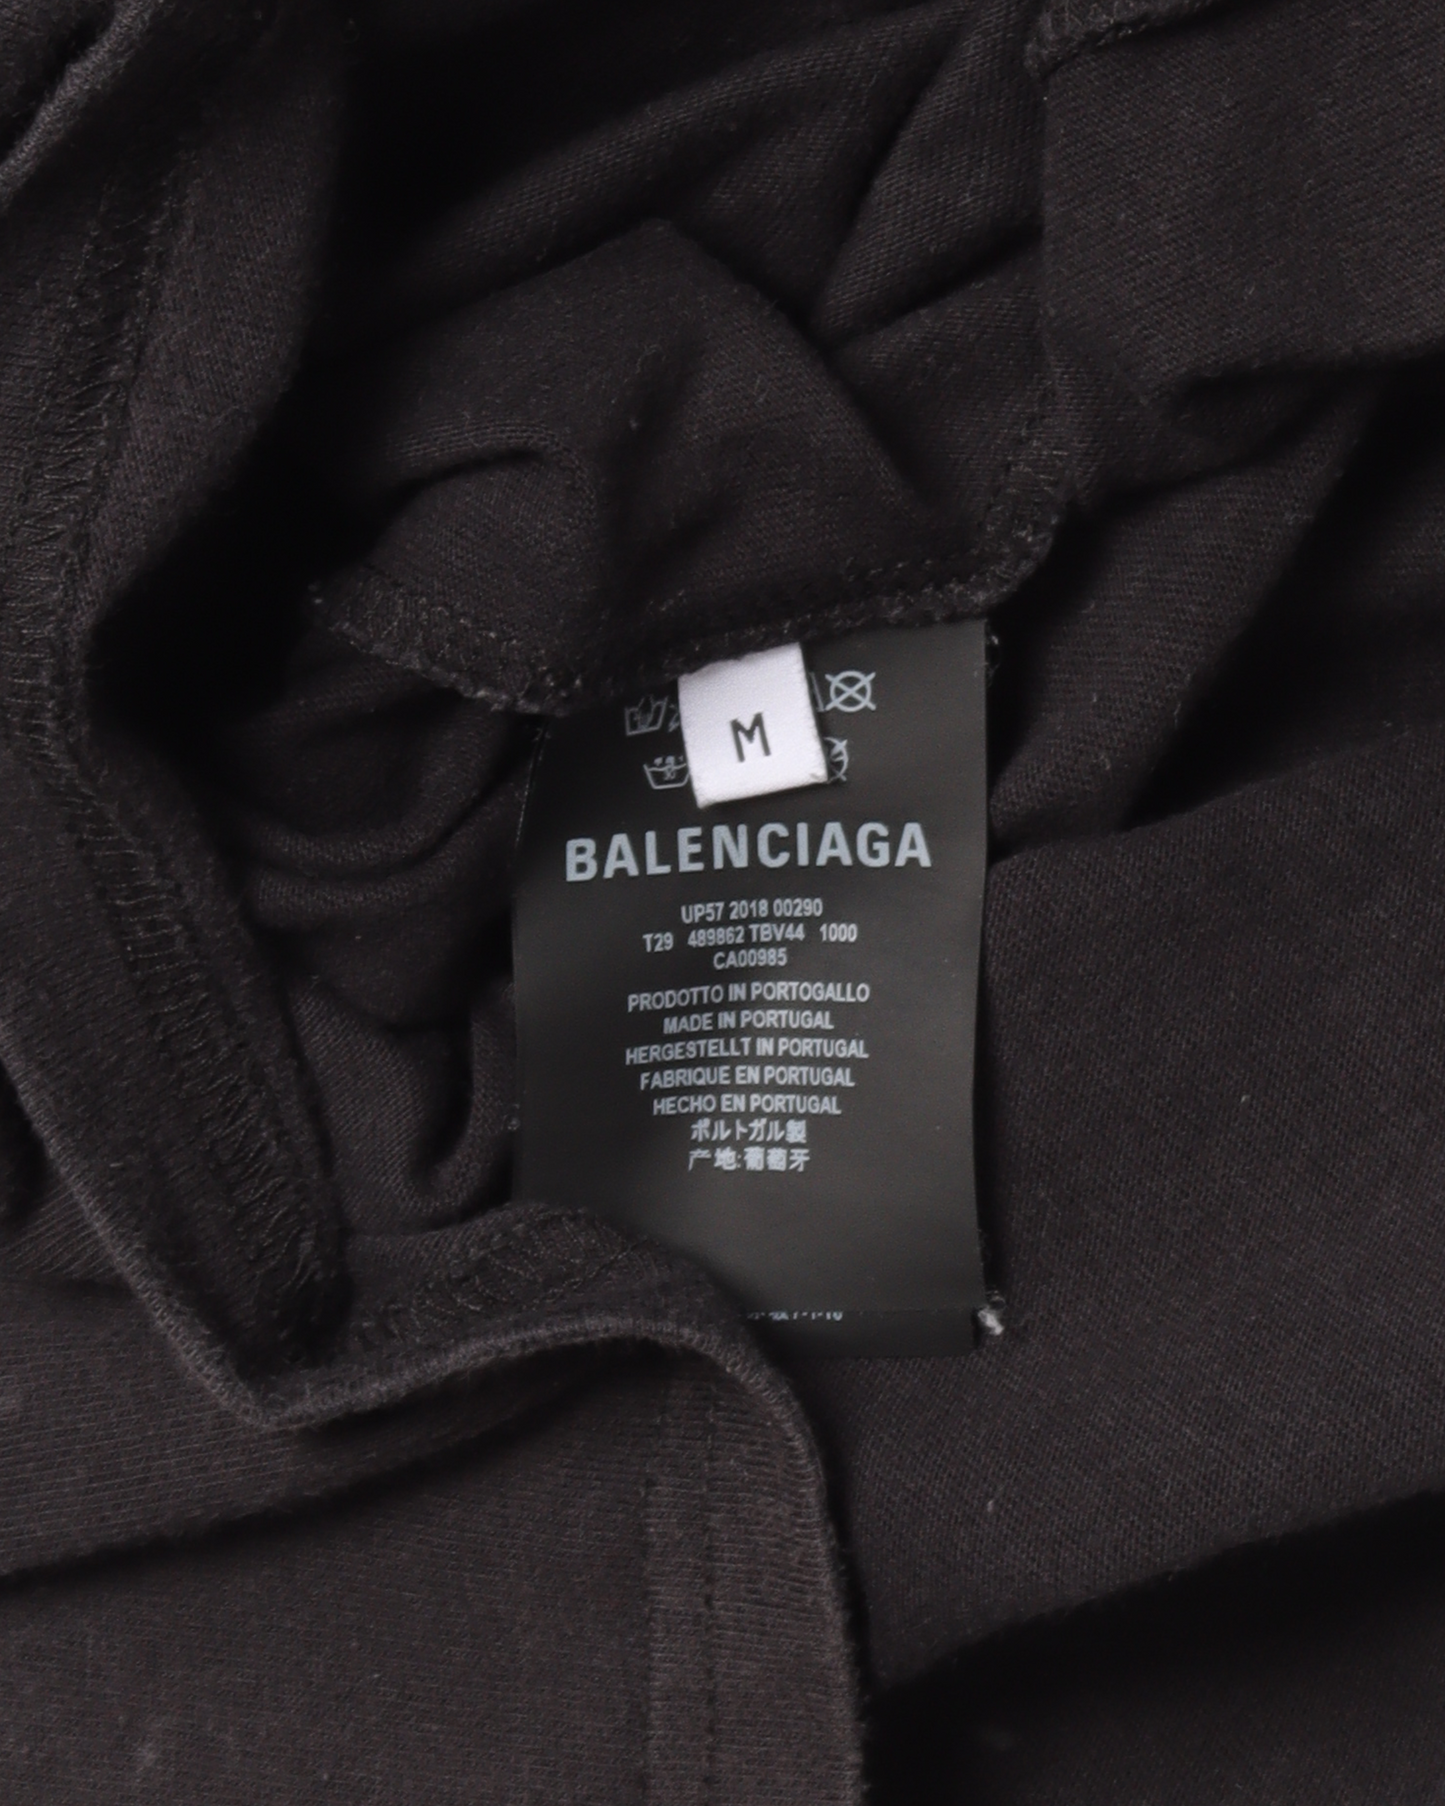 M
BALENCIAGA
UP57 2018 00290
T29 489862 TBV44 1000
CA00985
PRODOTTO IN PORTOGALLO
MADE IN PORTUGAL
HERGESTELLT IN PORTUGAL
FABRIQUE EN PORTUGAL
HECHO EN PORTUGAL
ポルトガル製
产地:葡萄牙